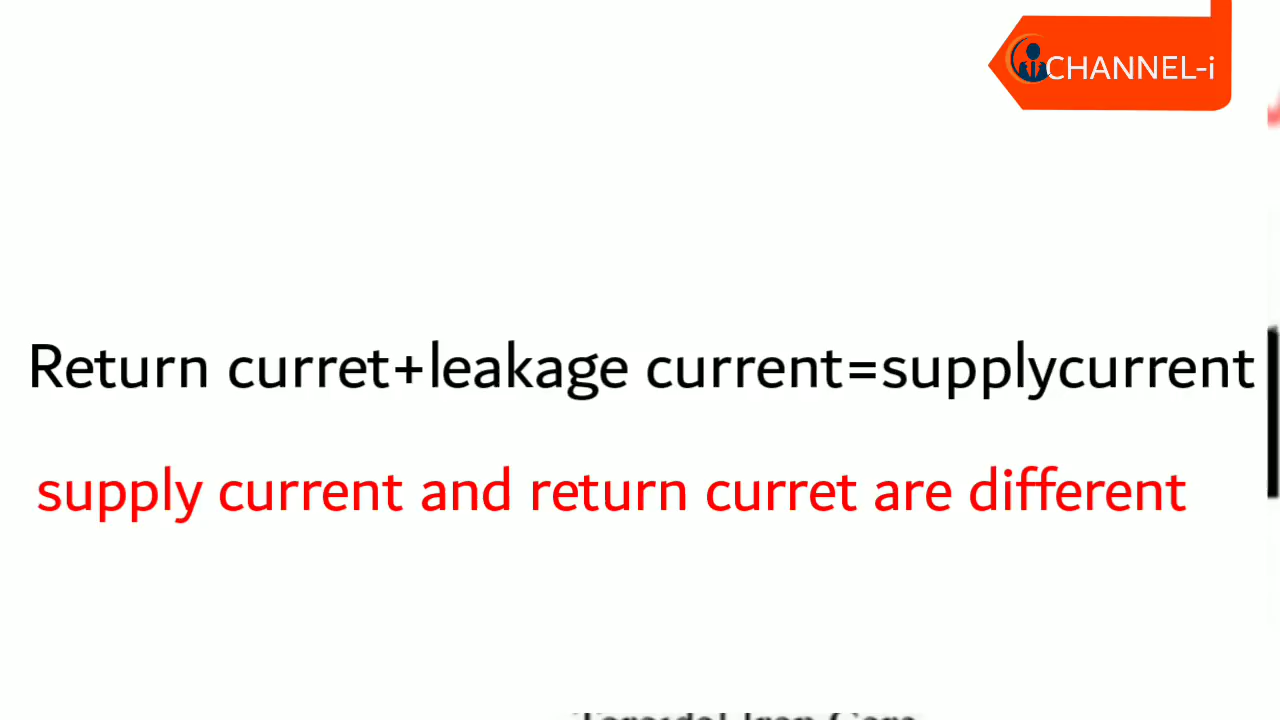 CHANNEL-i
Return curret+leakage current=supplycurrent
supply current and return curret are different